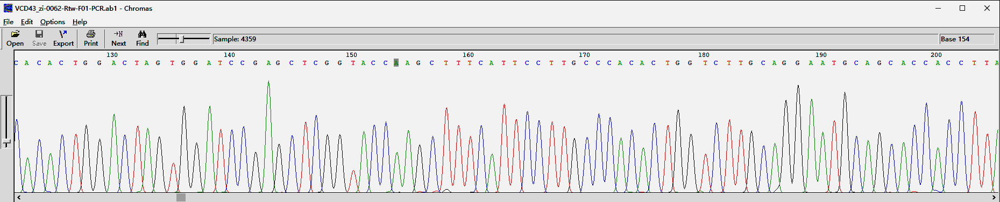 VCD43_zi-0062-Rtw-F01-PCR.ab1 - Chromas
File Edit Options Help
Open Save Export Print →N Next Find Sample: 4359 Base 154
130 140 150 160 170 180 190 200
C A C A C T G G A C T A G T G G A T C C G A G C T C G G T A C C A A G C T T T C A T T C C T T G C C C A C A C T G G T C T T G C A G G A A T G C A G C A C C A C C T T A